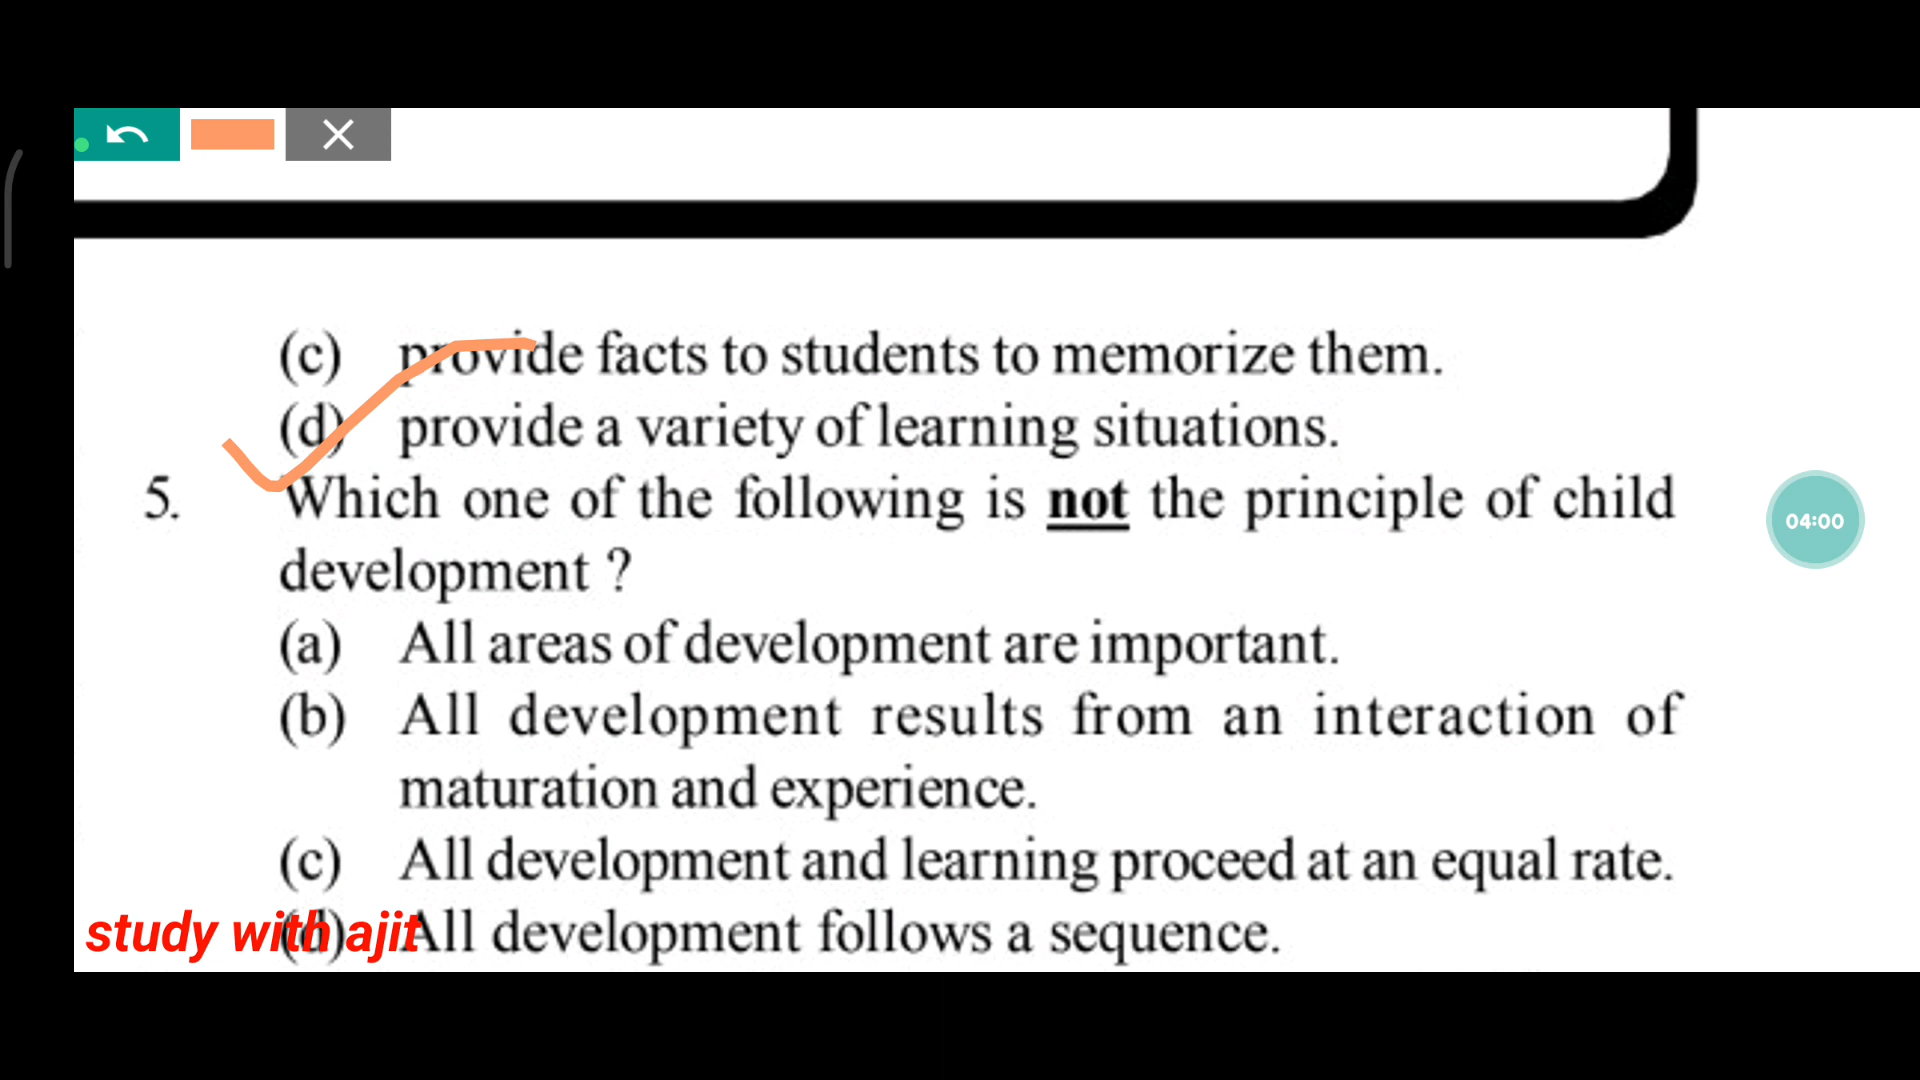 (c) provide facts to students to memorize them.
(d) provide a variety of learning situations.
5. Which one of the following is not the principle of child
development ?
(a) All areas of development are important.
(b) All development results from an interaction of
maturation and experience.
(c) All development and learning proceed at an equal rate.
(d) All development follows a sequence.
study with ajit
04:00